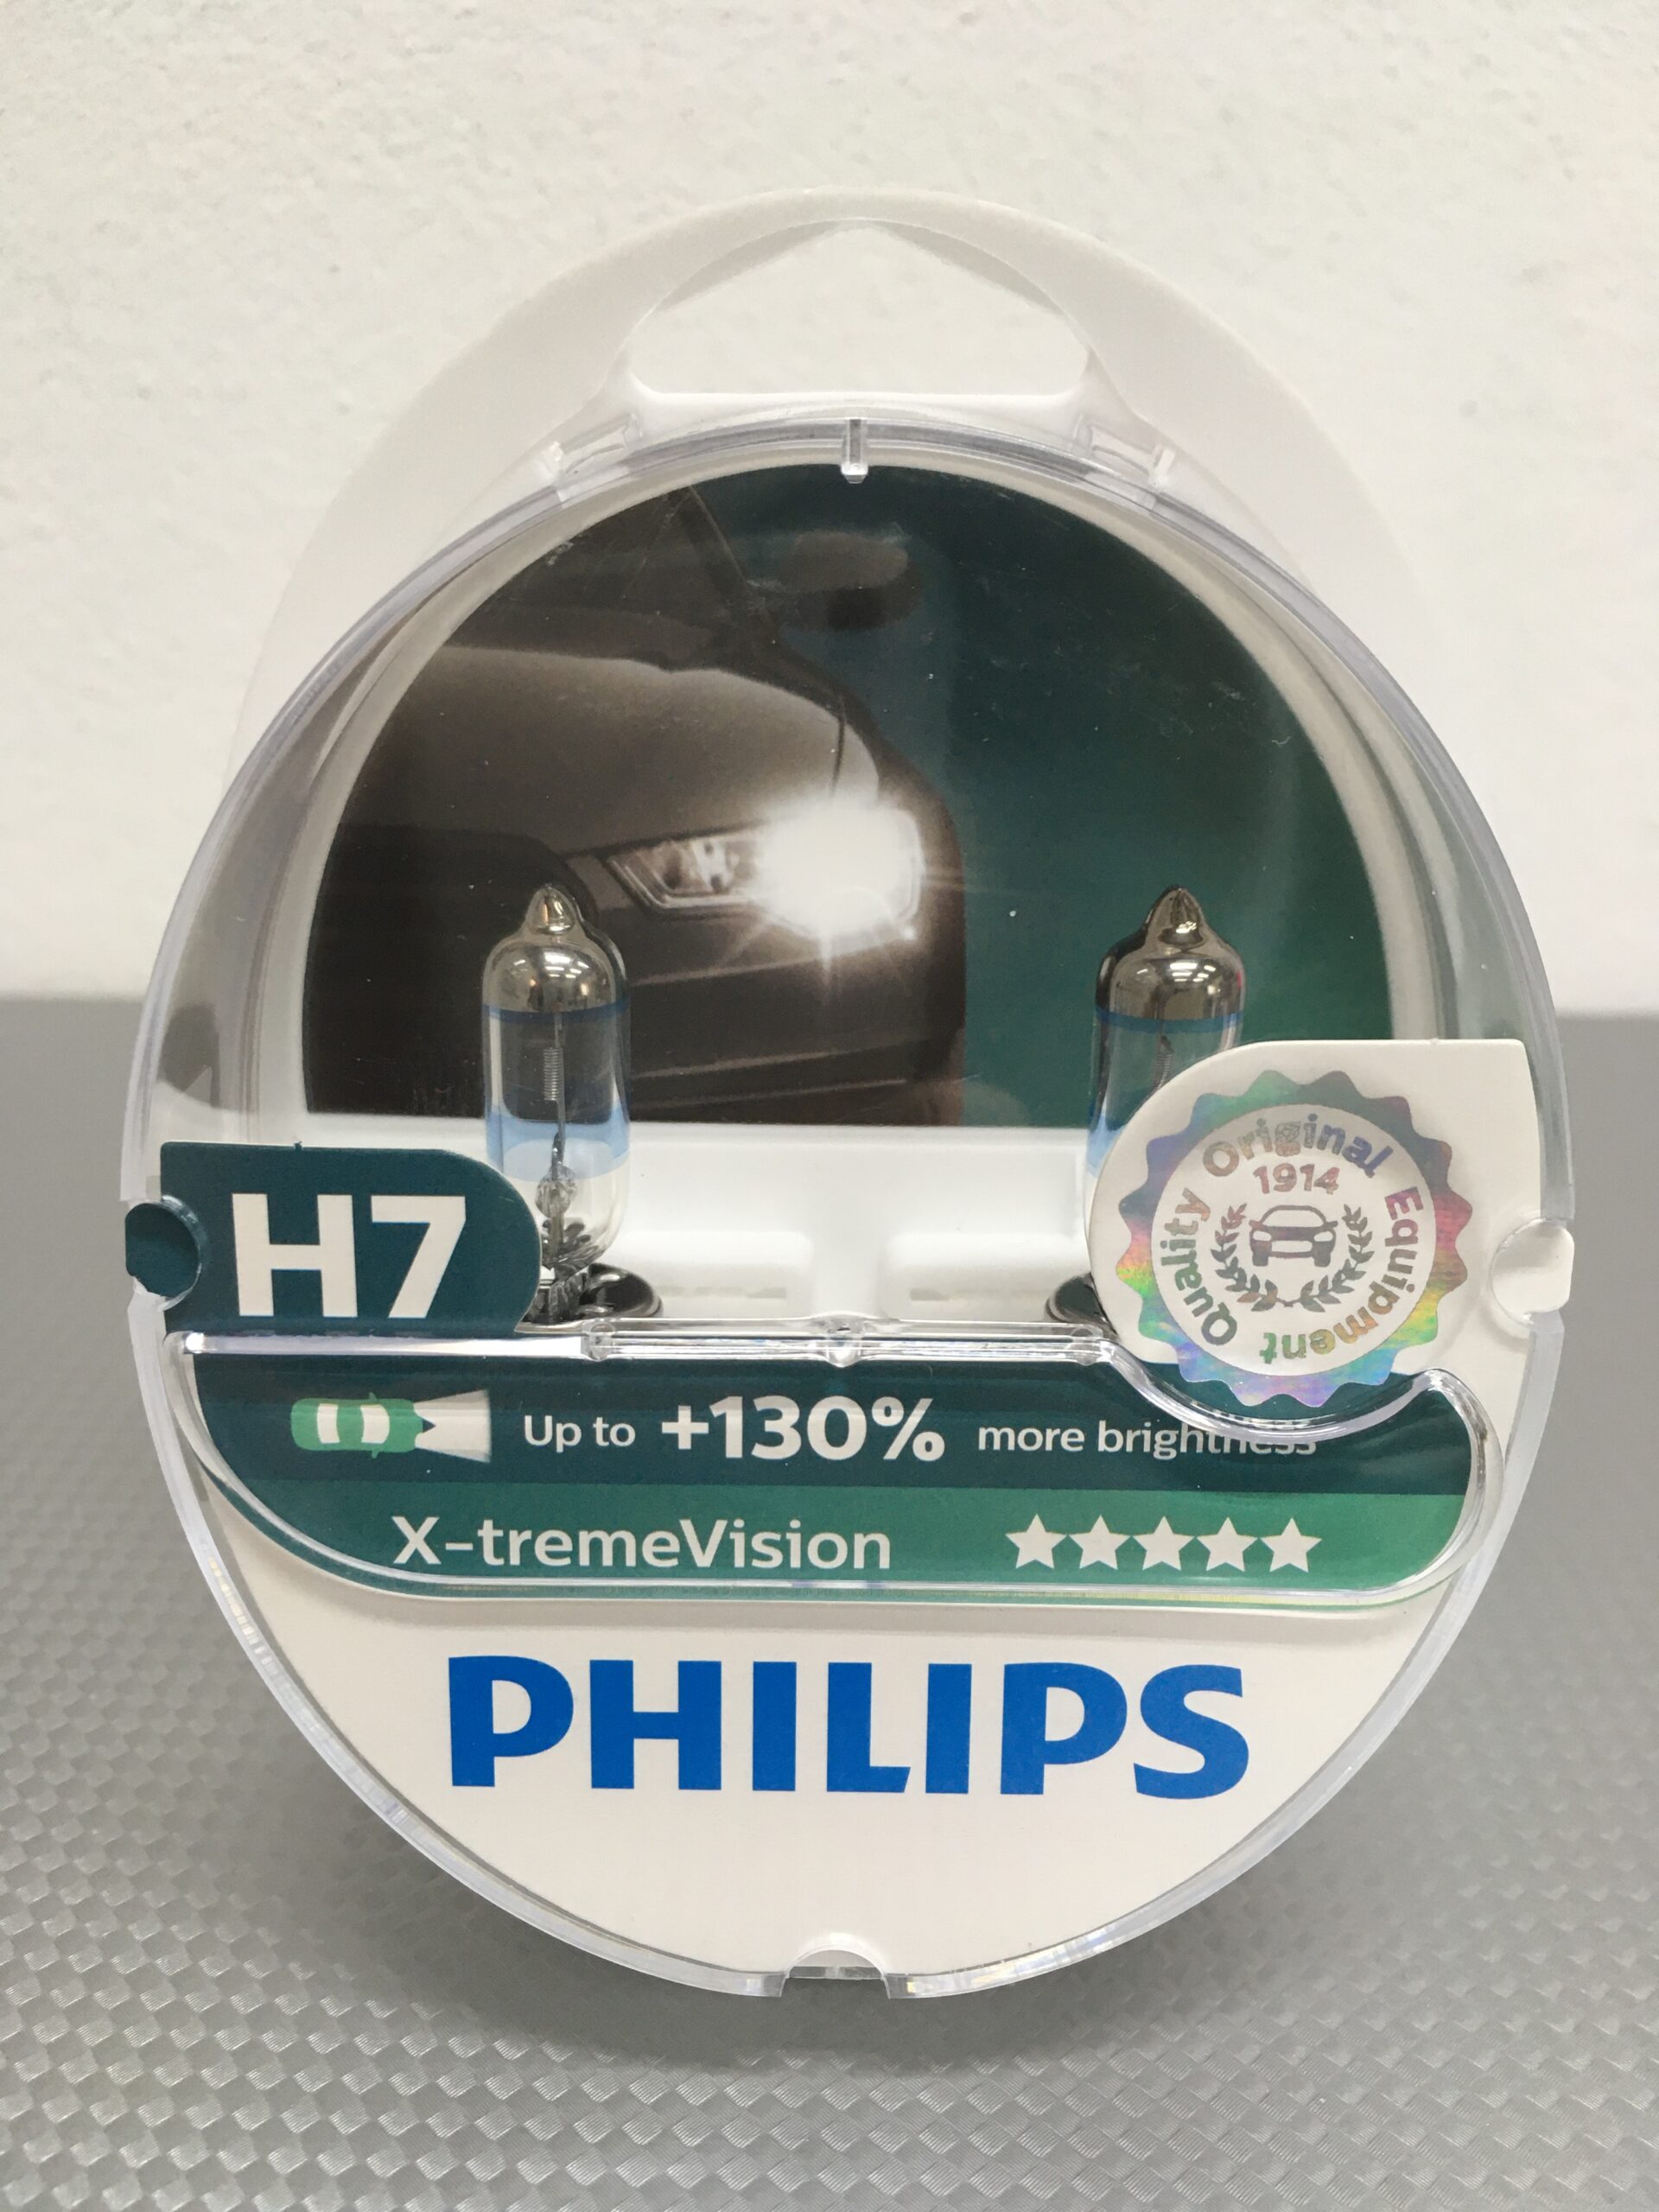 H7
Original Equipment Quality
1914
Up to +130% more brightness
X-tremeVision
PHILIPS